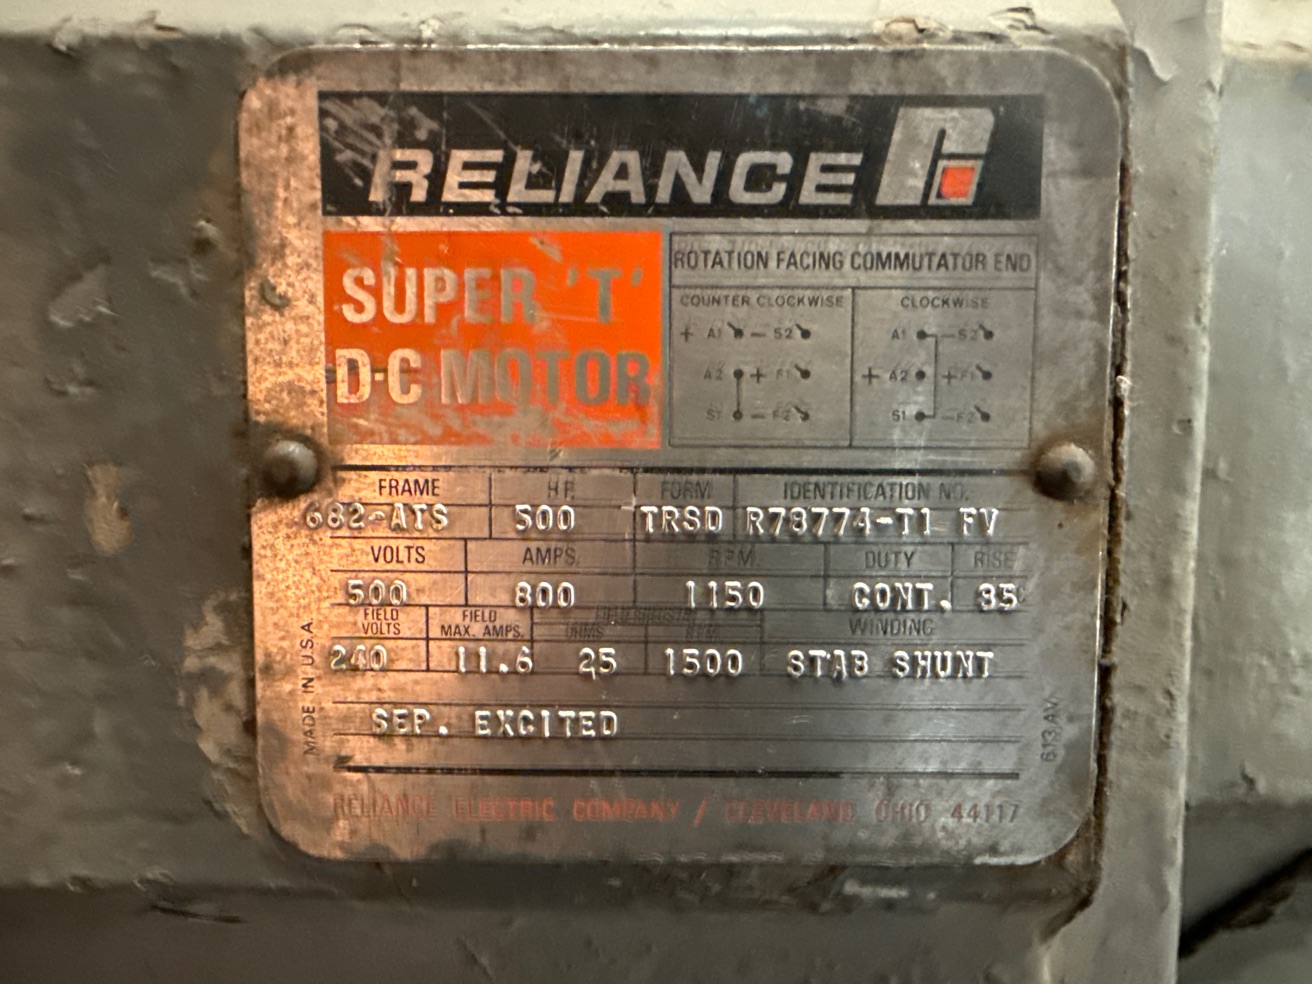 RELIANCE
SUPER 'T'
D-C MOTOR
ROTATION FACING COMMUTATOR END
COUNTER CLOCKWISE CLOCKWISE
+ A1 – S2 A1 – S2
A2 + F1 + A2 + F1
S1 – F2 S1 – F2
FRAME H.P. FORM IDENTIFICATION NO.
682-ATS 500 TRSD R78774-T1 FV
VOLTS AMPS. R.P.M. DUTY RISE
500 800 1150 CONT. 85
FIELD VOLTS FIELD MAX. AMPS. OHMS R.P.M. WINDING
240 11.6 25 1500 STAB SHUNT
SEP. EXCITED
MADE IN U.S.A.
613 AV
RELIANCE ELECTRIC COMPANY / CLEVELAND, OHIO 44117